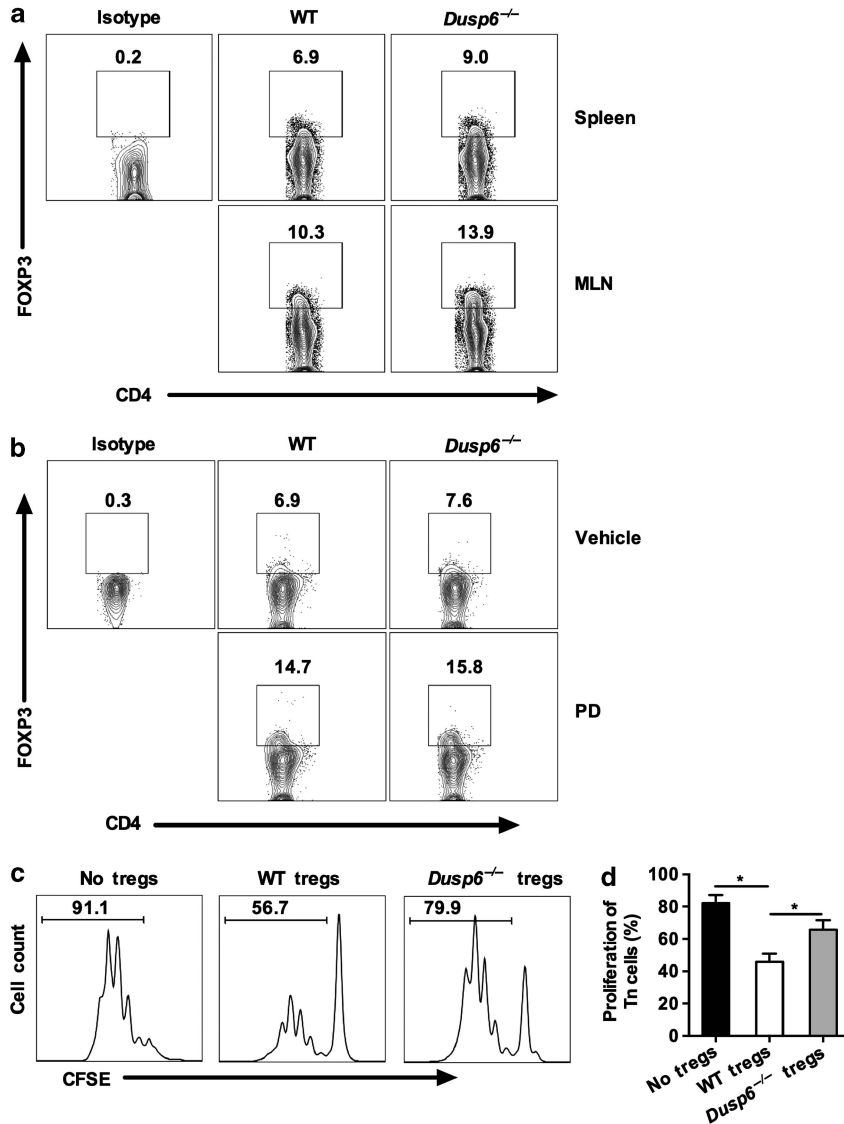 a
Isotype WT Dusp6–/–
0.2 6.9 9.0
Spleen
10.3 13.9
MLN
FOXP3
CD4
b
Isotype WT Dusp6–/–
0.3 6.9 7.6
Vehicle
14.7 15.8
PD
FOXP3
CD4
c
No tregs WT tregs Dusp6–/– tregs
91.1 56.7 79.9
Cell count
CFSE
d
Proliferation of
Tn cells (%)
100
80
60
40
20
0
* *
No tregs
WT tregs
Dusp6–/– tregs